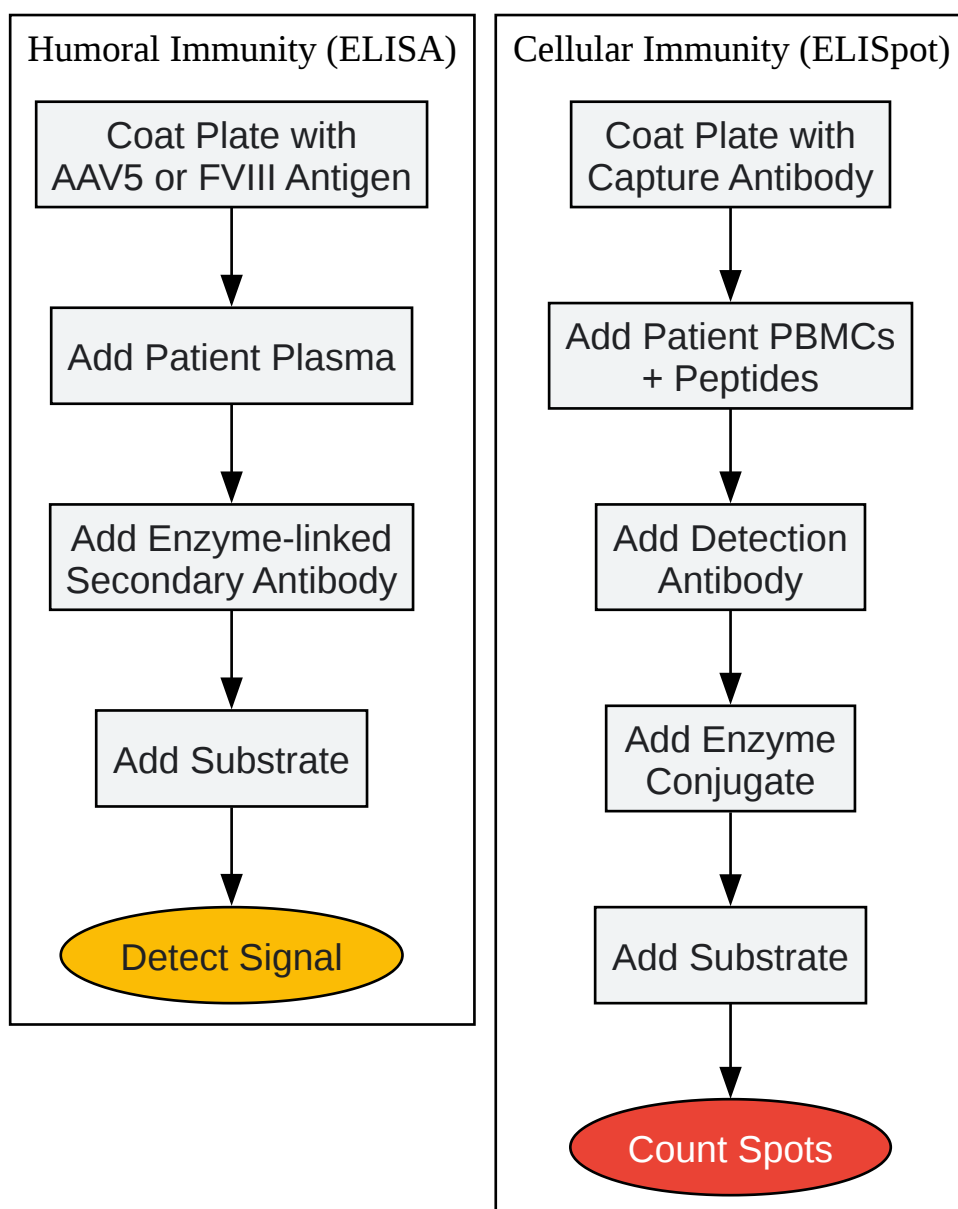 Humoral Immunity (ELISA)
Coat Plate with
AAV5 or FVIII Antigen
Add Patient Plasma
Add Enzyme-linked
Secondary Antibody
Add Substrate
Detect Signal
Cellular Immunity (ELISpot)
Coat Plate with
Capture Antibody
Add Patient PBMCs
+ Peptides
Add Detection
Antibody
Add Enzyme
Conjugate
Add Substrate
Count Spots